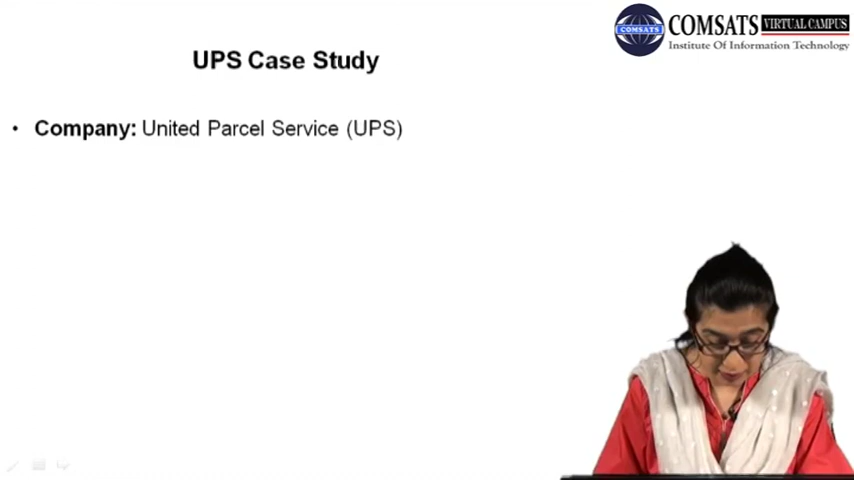 COMSATS VIRTUAL CAMPUS
Institute Of Information Technology
COMSATS
UPS Case Study
• Company: United Parcel Service (UPS)